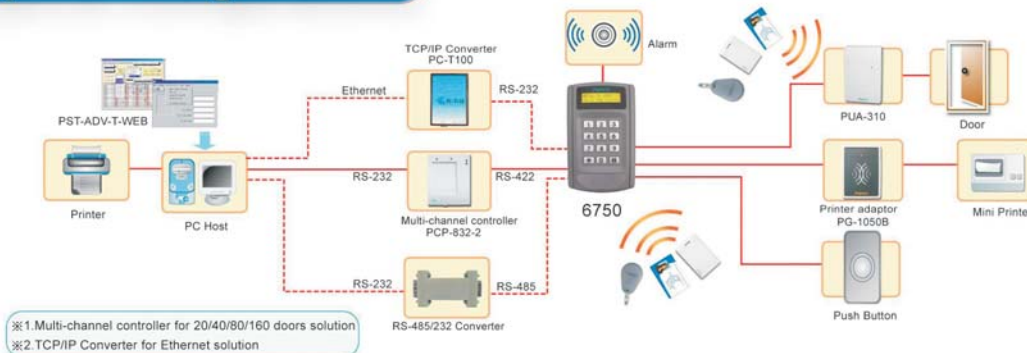 Alarm
TCP/IP Converter
PC-T100
Ethernet
RS-232
PST-ADV-T-WEB
PUA-310
Door
RS-232
RS-422
Printer
PC Host
Multi-channel controller
PCP-832-2
6750
Printer adaptor
PG-1050B
Mini Printer
RS-232
RS-485
RS-485/232 Converter
Push Button
※1.Multi-channel controller for 20/40/80/160 doors solution
※2.TCP/IP Converter for Ethernet solution